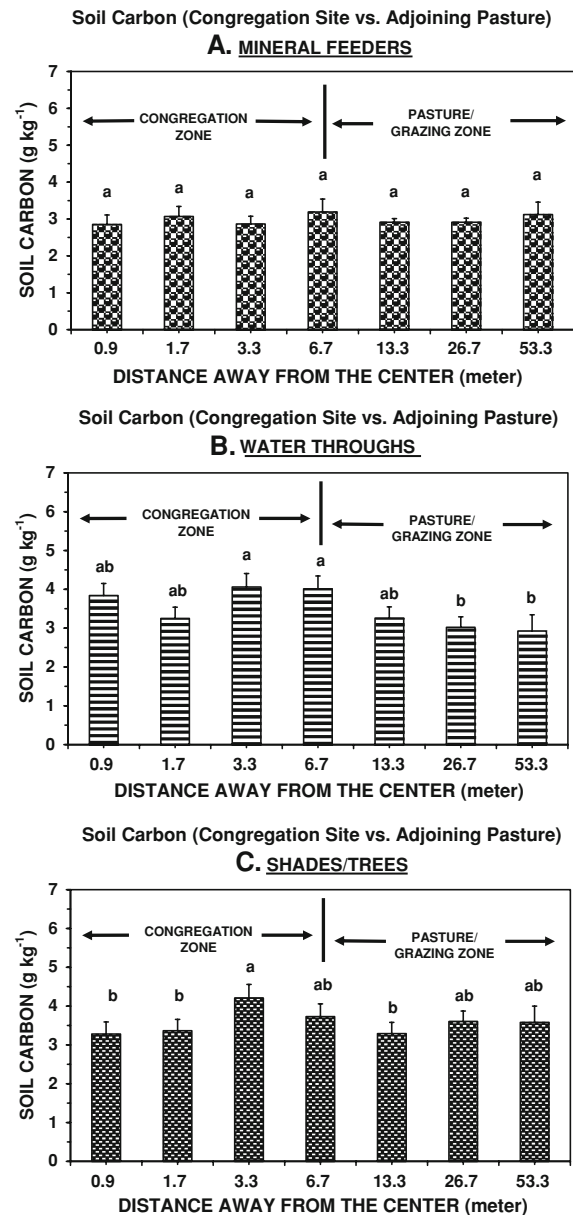 Soil Carbon (Congregation Site vs. Adjoining Pasture)
A. MINERAL FEEDERS
7
6
5
4
3
2
1
0
SOIL CARBON (g kg-1)
CONGREGATION
ZONE
PASTURE/
GRAZING ZONE
a a a a a a a
0.9 1.7 3.3 6.7 13.3 26.7 53.3
DISTANCE AWAY FROM THE CENTER (meter)
Soil Carbon (Congregation Site vs. Adjoining Pasture)
B. WATER THROUGHS
7
6
5
4
3
2
1
0
SOIL CARBON (g kg-1)
CONGREGATION
ZONE
PASTURE/
GRAZING ZONE
ab ab a a ab b b
0.9 1.7 3.3 6.7 13.3 26.7 53.3
DISTANCE AWAY FROM THE CENTER (meter)
Soil Carbon (Congregation Site vs. Adjoining Pasture)
C. SHADES/TREES
7
6
5
4
3
2
1
0
SOIL CARBON (g kg-1)
CONGREGATION
ZONE
PASTURE/
GRAZING ZONE
b b a ab b ab ab
0.9 1.7 3.3 6.7 13.3 26.7 53.3
DISTANCE AWAY FROM THE CENTER (meter)